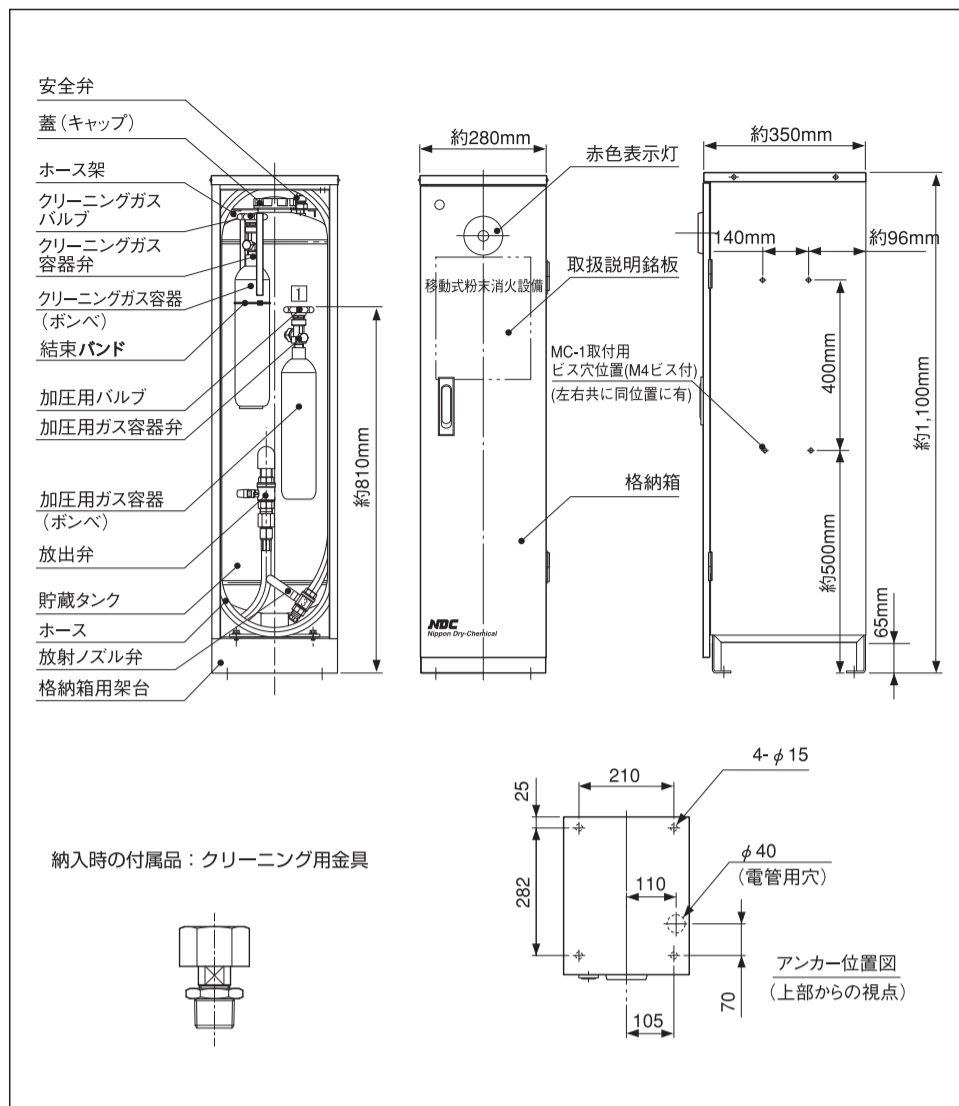 安全弁
蓋（キャップ）
ホース架
クリーニングガス
バルブ
クリーニングガス
容器弁
クリーニングガス容器
（ボンベ）
結束バンド
加圧用バルブ
加圧用ガス容器弁
加圧用ガス容器
（ボンベ）
放出弁
貯蔵タンク
ホース
放射ノズル弁
格納箱用架台
1
約810mm
約280mm
赤色表示灯
取扱説明銘板
移動式粉末消火設備
MC-1取付用
ビス穴位置(M4ビス付)
(左右共に同位置に有)
格納箱
NDC
Nippon Dry-Chemical
約350mm
140mm
約96mm
400mm
約500mm
65mm
約1,100mm
納入時の付属品：クリーニング用金具
4-φ15
210
25
282
110
φ40
（電管用穴）
70
105
アンカー位置図
（上部からの視点）